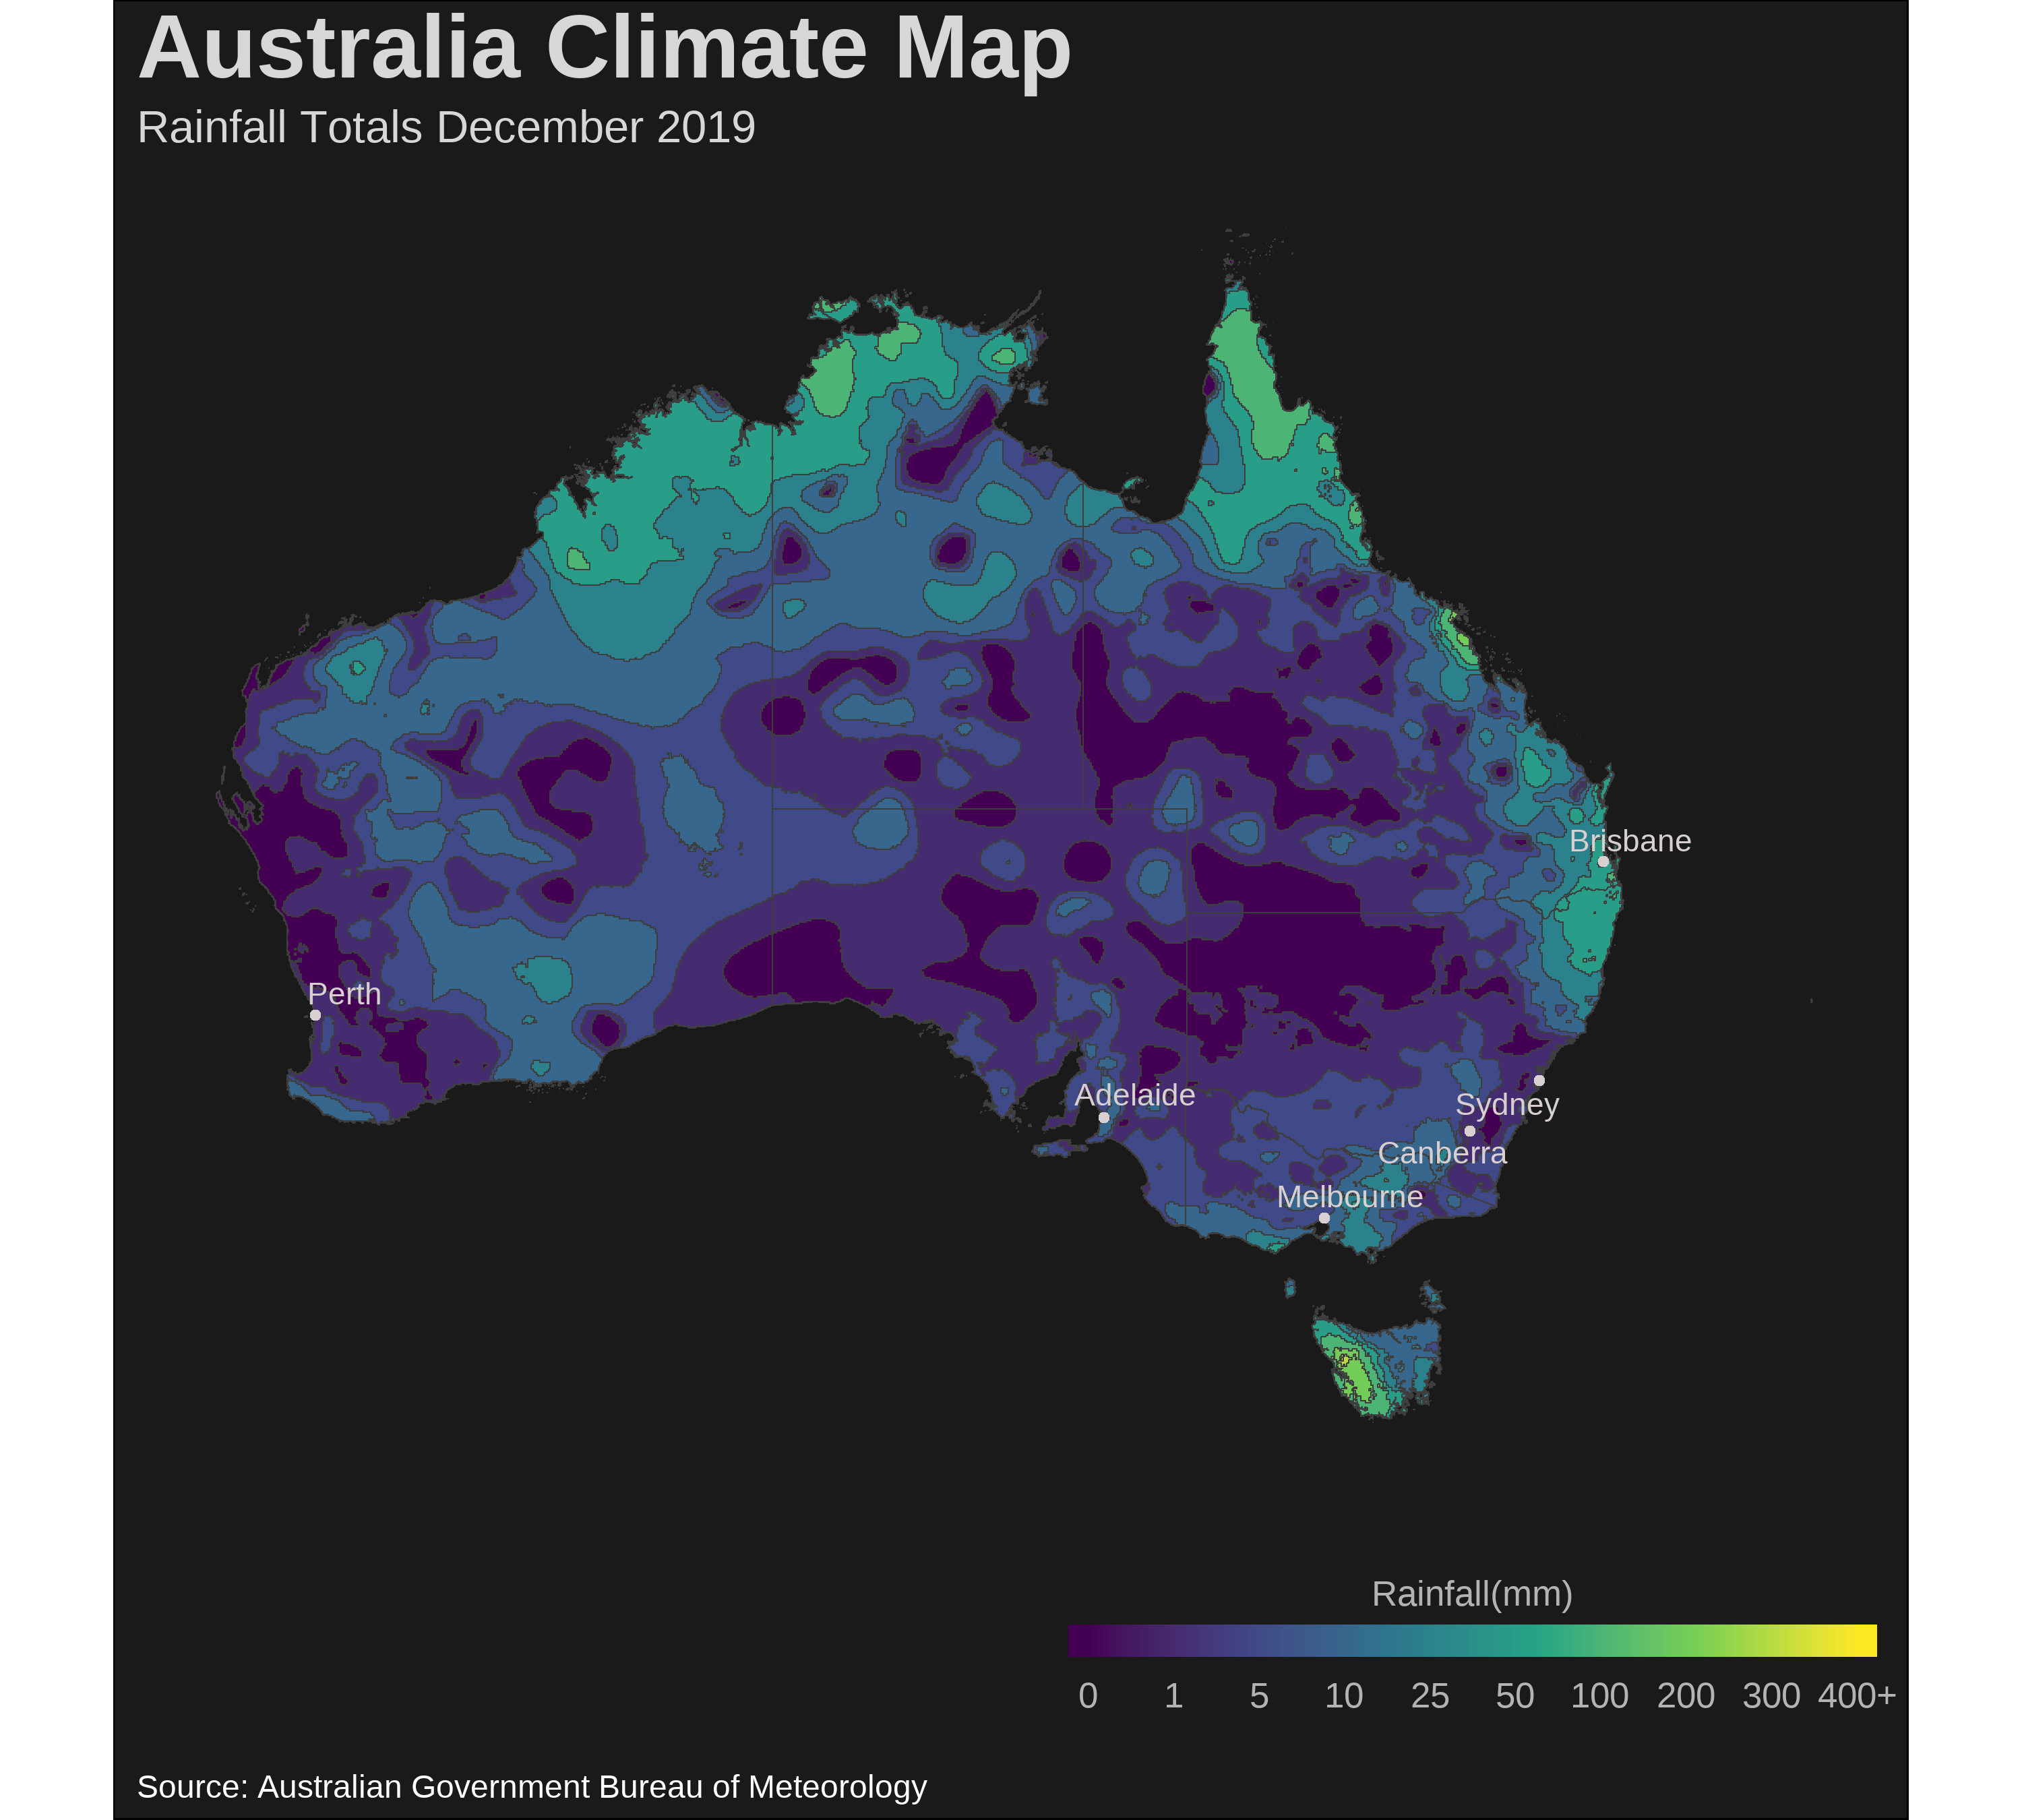 Australia Climate Map
Rainfall Totals December 2019
Brisbane
Perth
Adelaide
Sydney
Canberra
Melbourne
Rainfall(mm)
0 1 5 10 25 50 100 200 300 400+
Source: Australian Government Bureau of Meteorology